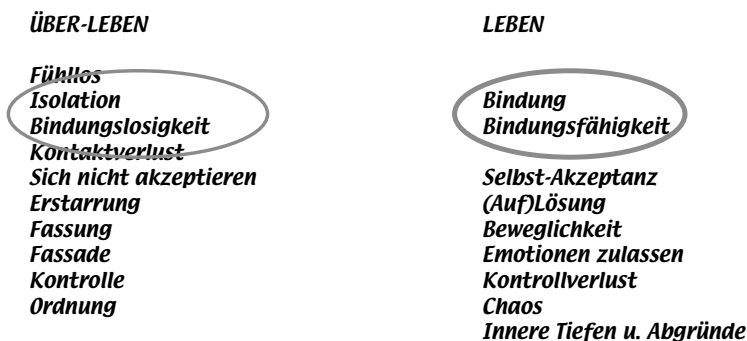 ÜBER-LEBEN
Fühllos
Isolation
Bindungslosigkeit
Kontaktverlust
Sich nicht akzeptieren
Erstarrung
Fassung
Fassade
Kontrolle
Ordnung
LEBEN
Bindung
Bindungsfähigkeit
Selbst-Akzeptanz
(Auf)Lösung
Beweglichkeit
Emotionen zulassen
Kontrollverlust
Chaos
Innere Tiefen u. Abgründe